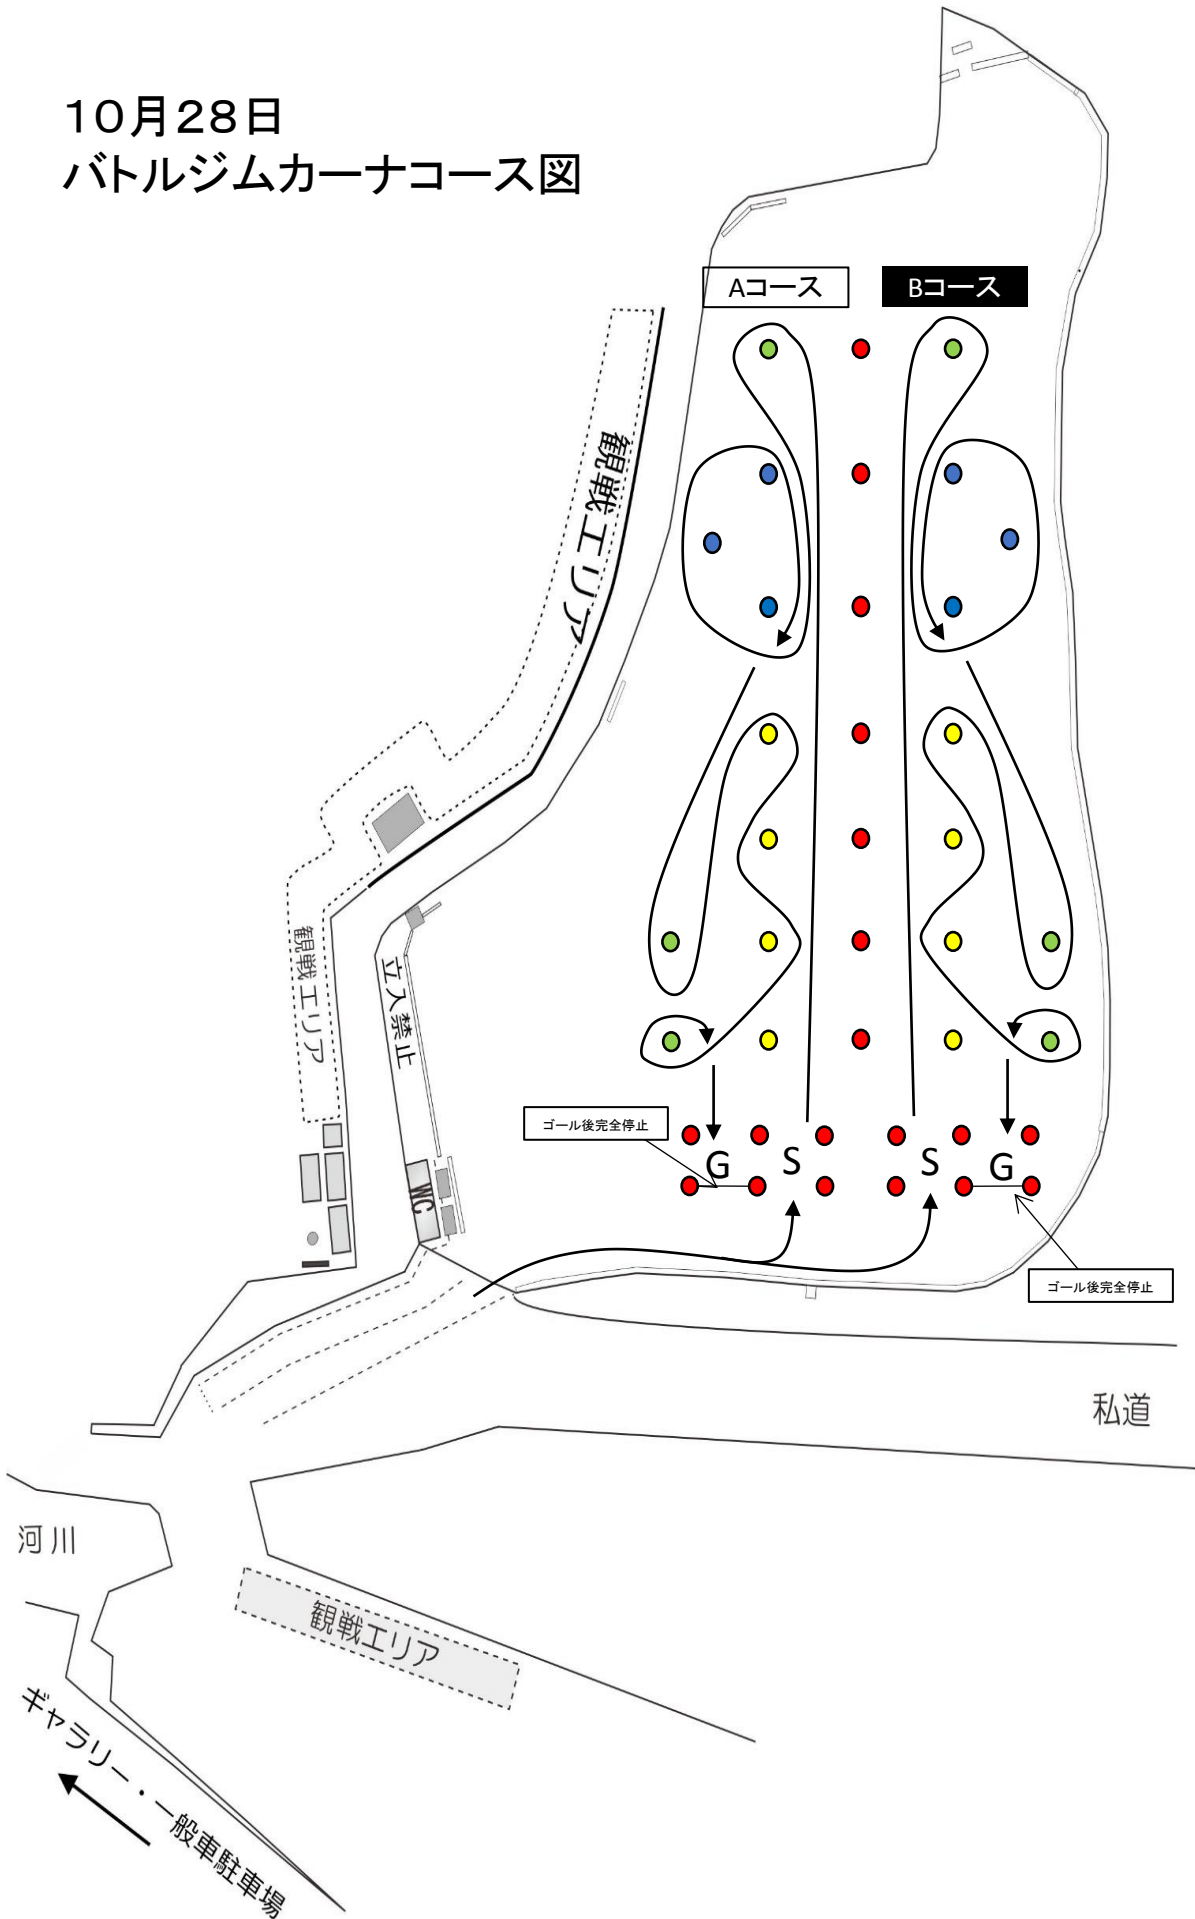 10月28日
バトルジムカーナコース図
Aコース
Bコース
観戦エリア
観戦エリア
立入禁止
ゴール後完全停止
G
S
S
G
WC
ゴール後完全停止
私道
河川
観戦エリア
ギャラリー・一般車駐車場